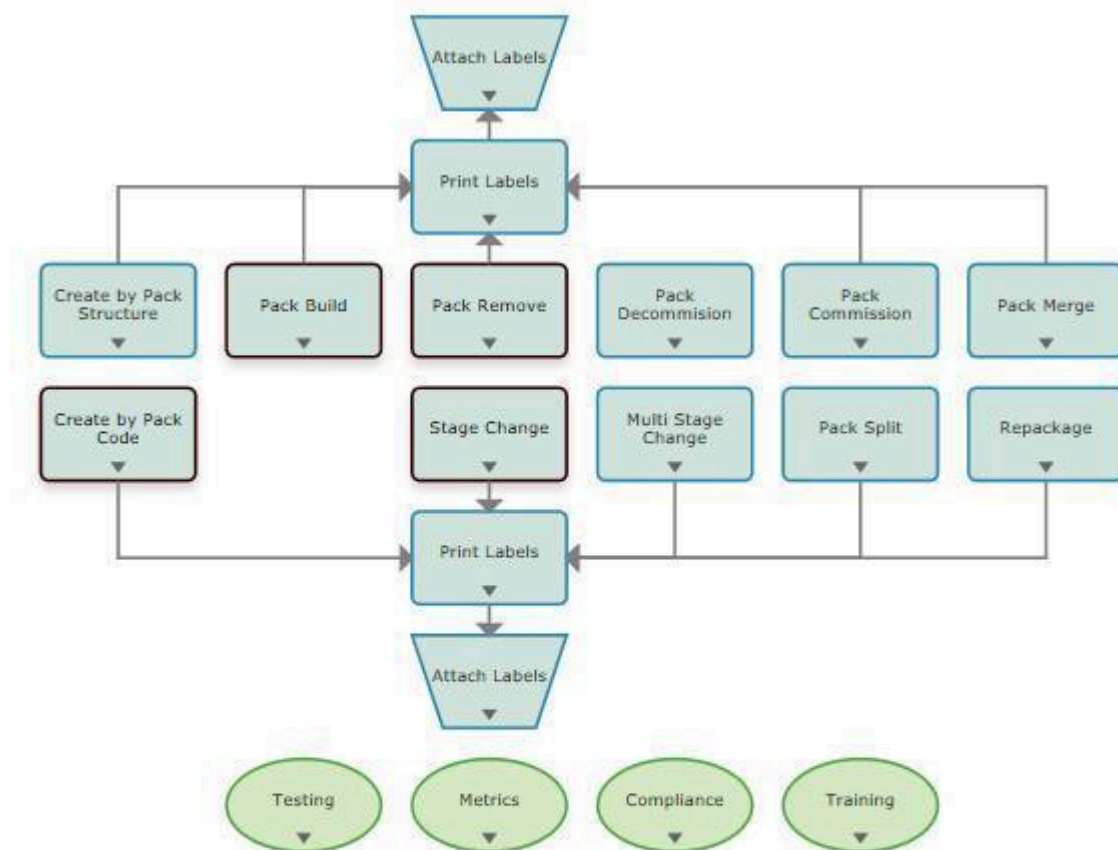 Attach Labels
Print Labels
Create by Pack
Structure
Pack Build
Pack Remove
Pack
Decommision
Pack
Commission
Pack Merge
Create by Pack
Code
Stage Change
Multi Stage
Change
Pack Split
Repackage
Print Labels
Attach Labels
Testing
Metrics
Compliance
Training